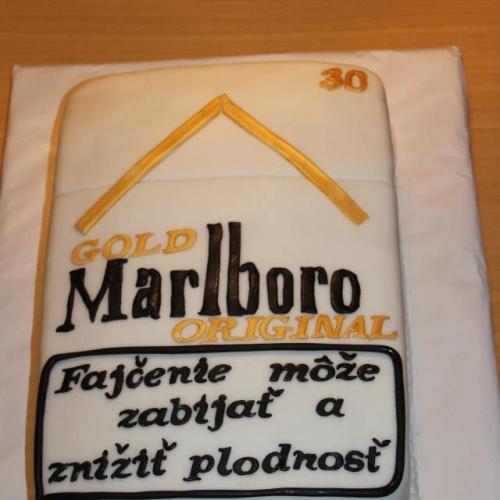 30
GOLD
Marlboro
ORIGINAL
Fajčenie môže
zabíjať a
znížiť plodnosť